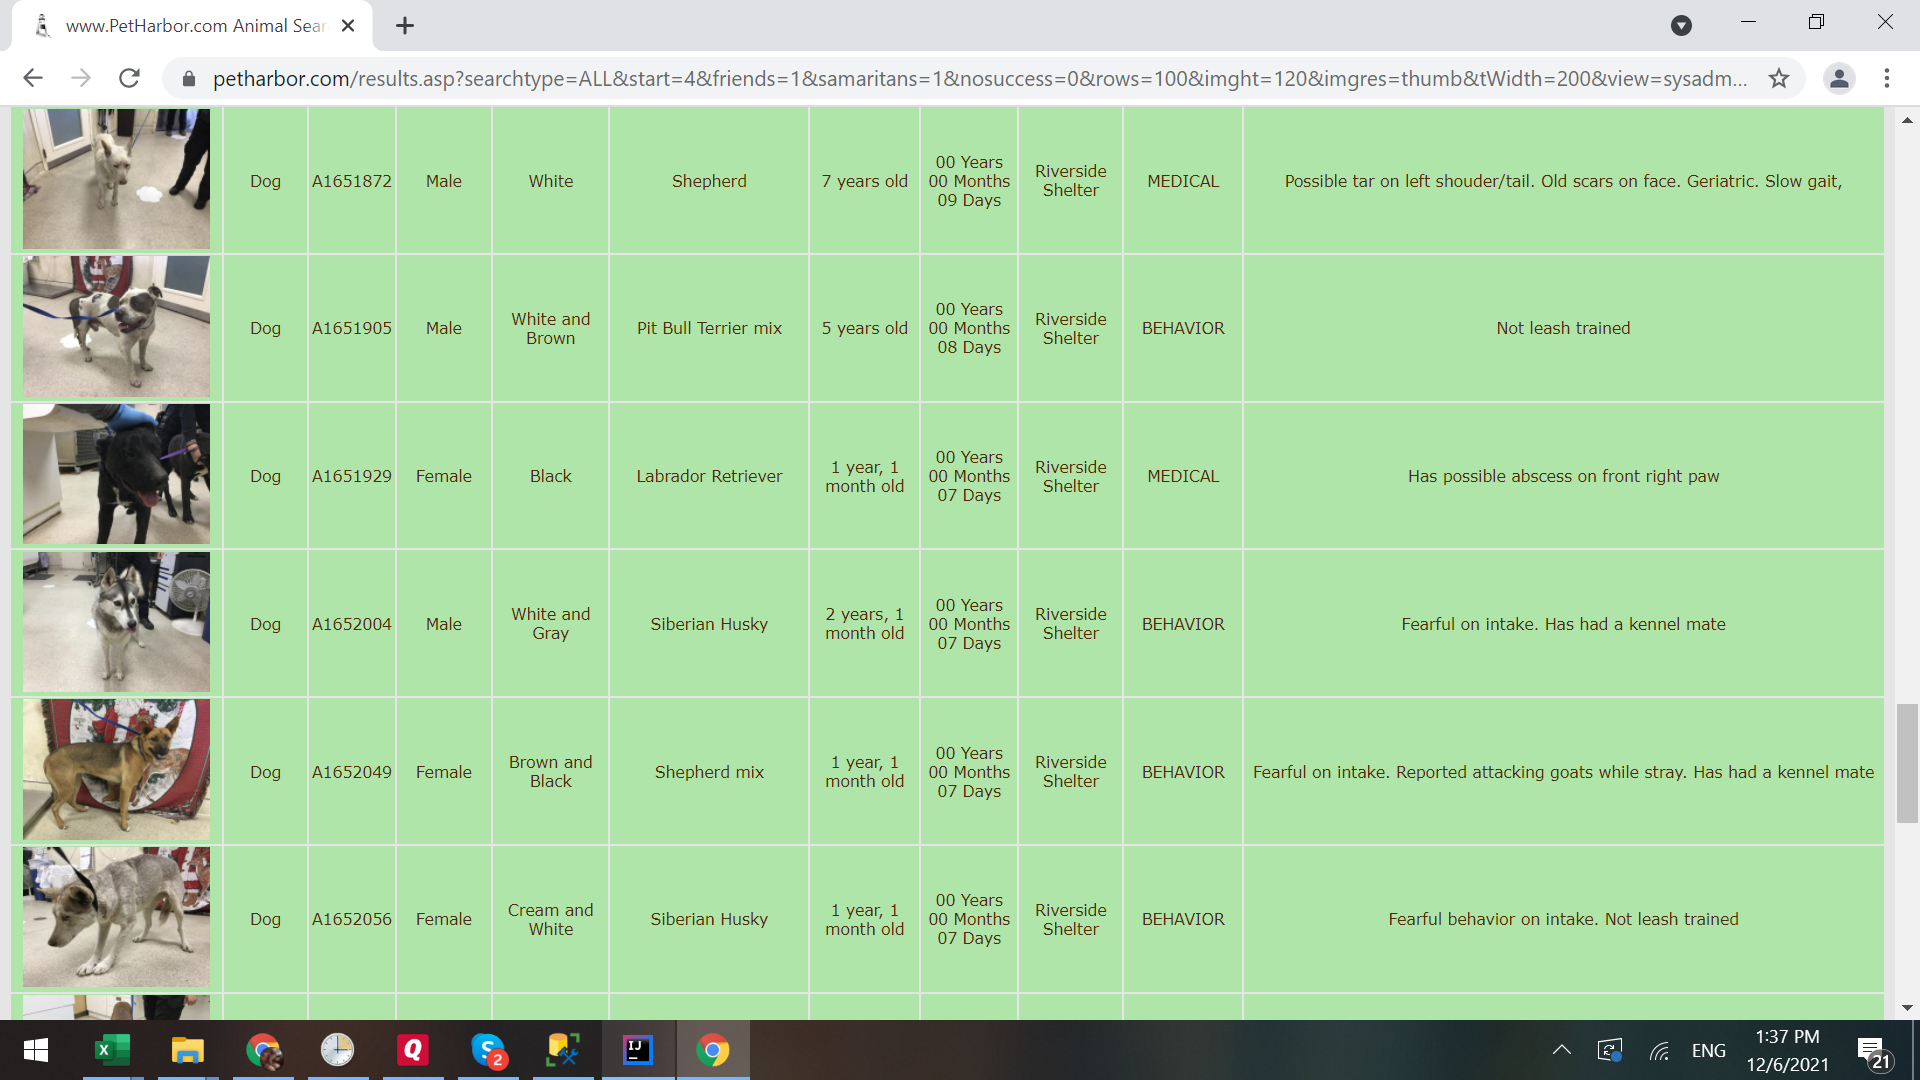 www.PetHarbor.com Animal Sear
petharbor.com/results.asp?searchtype=ALL&start=4&friends=1&samaritans=1&nosuccess=0&rows=100&imght=120&imgres=thumb&tWidth=200&view=sysadm...
Dog
A1651872
Male
White
Shepherd
7 years old
00 Years
00 Months
09 Days
Riverside
Shelter
MEDICAL
Possible tar on left shouder/tail. Old scars on face. Geriatric. Slow gait,
Dog
A1651905
Male
White and
Brown
Pit Bull Terrier mix
5 years old
00 Years
00 Months
08 Days
Riverside
Shelter
BEHAVIOR
Not leash trained
Dog
A1651929
Female
Black
Labrador Retriever
1 year, 1
month old
00 Years
00 Months
07 Days
Riverside
Shelter
MEDICAL
Has possible abscess on front right paw
Dog
A1652004
Male
White and
Gray
Siberian Husky
2 years, 1
month old
00 Years
00 Months
07 Days
Riverside
Shelter
BEHAVIOR
Fearful on intake. Has had a kennel mate
Dog
A1652049
Female
Brown and
Black
Shepherd mix
1 year, 1
month old
00 Years
00 Months
07 Days
Riverside
Shelter
BEHAVIOR
Fearful on intake. Reported attacking goats while stray. Has had a kennel mate
Dog
A1652056
Female
Cream and
White
Siberian Husky
1 year, 1
month old
00 Years
00 Months
07 Days
Riverside
Shelter
BEHAVIOR
Fearful behavior on intake. Not leash trained
X
Q
S
2
IJ
ENG
1:37 PM
12/6/2021
21